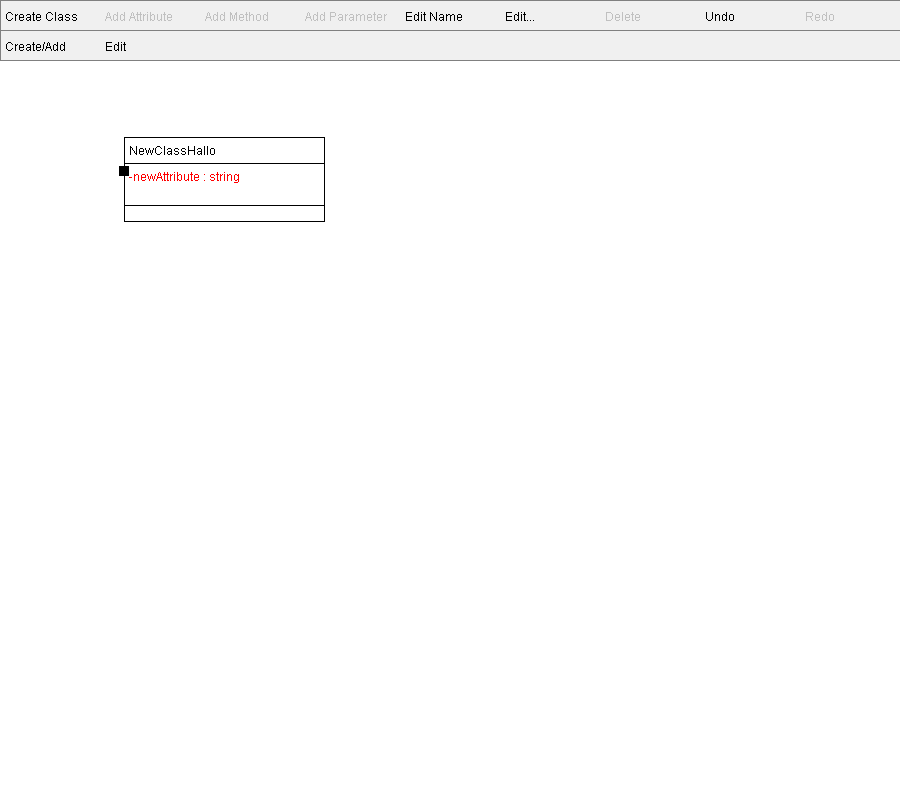 Create Class Add Attribute Add Method Add Parameter Edit Name Edit... Delete Undo Redo
Create/Add Edit
NewClassHallo
-newAttribute : string